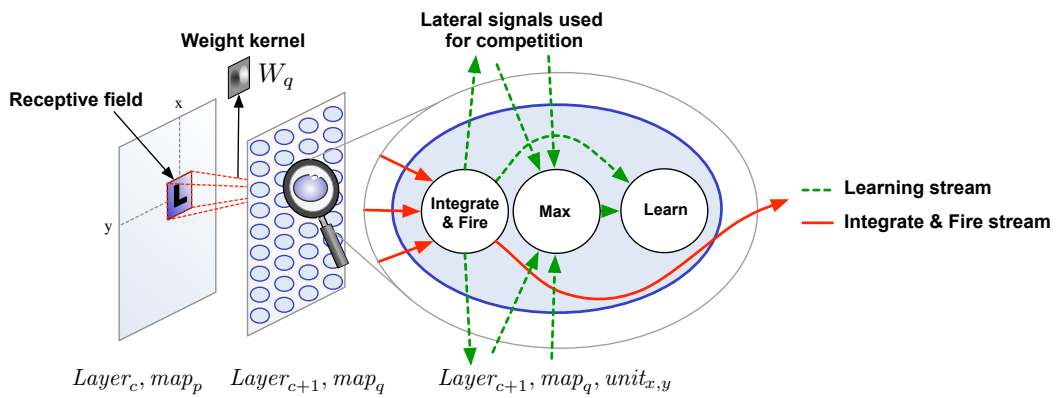 Lateral signals used
for competition
Weight kernel
W_q
Receptive field
x
y
L
Integrate
& Fire
Max
Learn
Learning stream
Integrate & Fire stream
Layer_c, map_p
Layer_{c+1}, map_q
Layer_{c+1}, map_q, unit_{x,y}